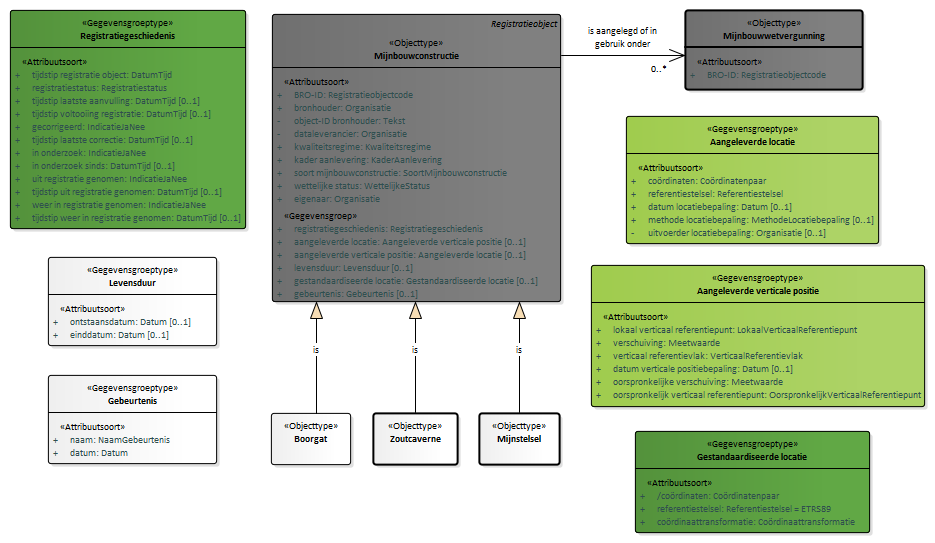 «Gegevensgroeptype»
Registratiegeschiedenis
«Attribuutsoort»
+ tijdstip registratie object: DatumTijd
+ registratiestatus: Registratiestatus
+ tijdstip laatste aanvulling: DatumTijd [0..1]
+ tijdstip voltooiing registratie: DatumTijd [0..1]
+ gecorrigeerd: IndicatieJaNee
+ tijdstip laatste correctie: DatumTijd [0..1]
+ in onderzoek: IndicatieJaNee
+ in onderzoek sinds: DatumTijd [0..1]
+ uit registratie genomen: IndicatieJaNee
+ tijdstip uit registratie genomen: DatumTijd [0..1]
+ weer in registratie genomen: IndicatieJaNee
+ tijdstip weer in registratie genomen: DatumTijd [0..1]
«Gegevensgroeptype»
Levensduur
«Attribuutsoort»
+ ontstaansdatum: Datum [0..1]
+ einddatum: Datum [0..1]
«Gegevensgroeptype»
Gebeurtenis
«Attribuutsoort»
+ naam: NaamGebeurtenis
+ datum: Datum
Registratieobject
«Objecttype»
Mijnbouwconstructie
«Attribuutsoort»
+ BRO-ID: Registratieobjectcode
+ bronhouder: Organisatie
- object-ID bronhouder: Tekst
- dataleverancier: Organisatie
+ kwaliteitsregime: Kwaliteitsregime
+ kader aanlevering: KaderAanlevering
+ soort mijnbouwconstructie: SoortMijnbouwconstructie
+ wettelijke status: WettelijkeStatus
+ eigenaar: Organisatie
«Gegevensgroep»
+ registratiegeschiedenis: Registratiegeschiedenis
+ aangeleverde locatie: Aangeleverde verticale positie [0..1]
+ aangeleverde verticale positie: Aangeleverde locatie [0..1]
+ levensduur: Levensduur [0..1]
+ gestandaardiseerde locatie: Gestandaardiseerde locatie [0..1]
+ gebeurtenis: Gebeurtenis [0..1]
is
is
is
«Objecttype»
Boorgat
«Objecttype»
Zoutcaverne
«Objecttype»
Mijnstelsel
is aangelegd of in
gebruik onder
0..*
«Objecttype»
Mijnbouwwetvergunning
«Attribuutsoort»
+ BRO-ID: Registratieobjectcode
«Gegevensgroeptype»
Aangeleverde locatie
«Attribuutsoort»
+ coördinaten: Coördinatenpaar
+ referentiestelsel: Referentiestelsel
+ datum locatiebepaling: Datum [0..1]
+ methode locatiebepaling: MethodeLocatiebepaling [0..1]
- uitvoerder locatiebepaling: Organisatie [0..1]
«Gegevensgroeptype»
Aangeleverde verticale positie
«Attribuutsoort»
+ lokaal verticaal referentiepunt: LokaalVerticaalReferentiepunt
+ verschuiving: Meetwaarde
+ verticaal referentievlak: VerticaalReferentievlak
+ datum verticale positiebepaling: Datum [0..1]
+ oorspronkelijke verschuiving: Meetwaarde
+ oorspronkelijk verticaal referentiepunt: OorspronkelijkVerticaalReferentiepunt
«Gegevensgroeptype»
Gestandaardiseerde locatie
«Attribuutsoort»
+ /coördinaten: Coördinatenpaar
+ referentiestelsel: Referentiestelsel = ETRS89
+ coördinaattransformatie: Coördinaattransformatie